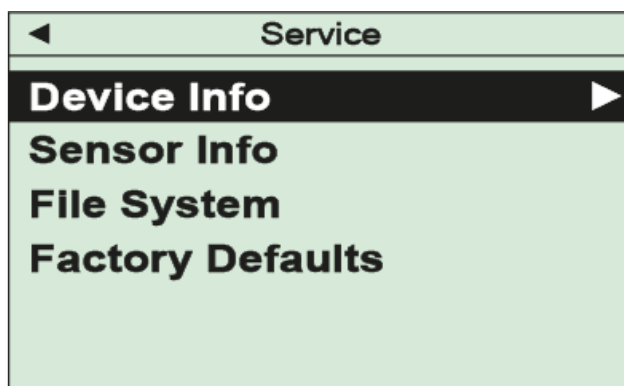 Service
Device Info
Sensor Info
File System
Factory Defaults